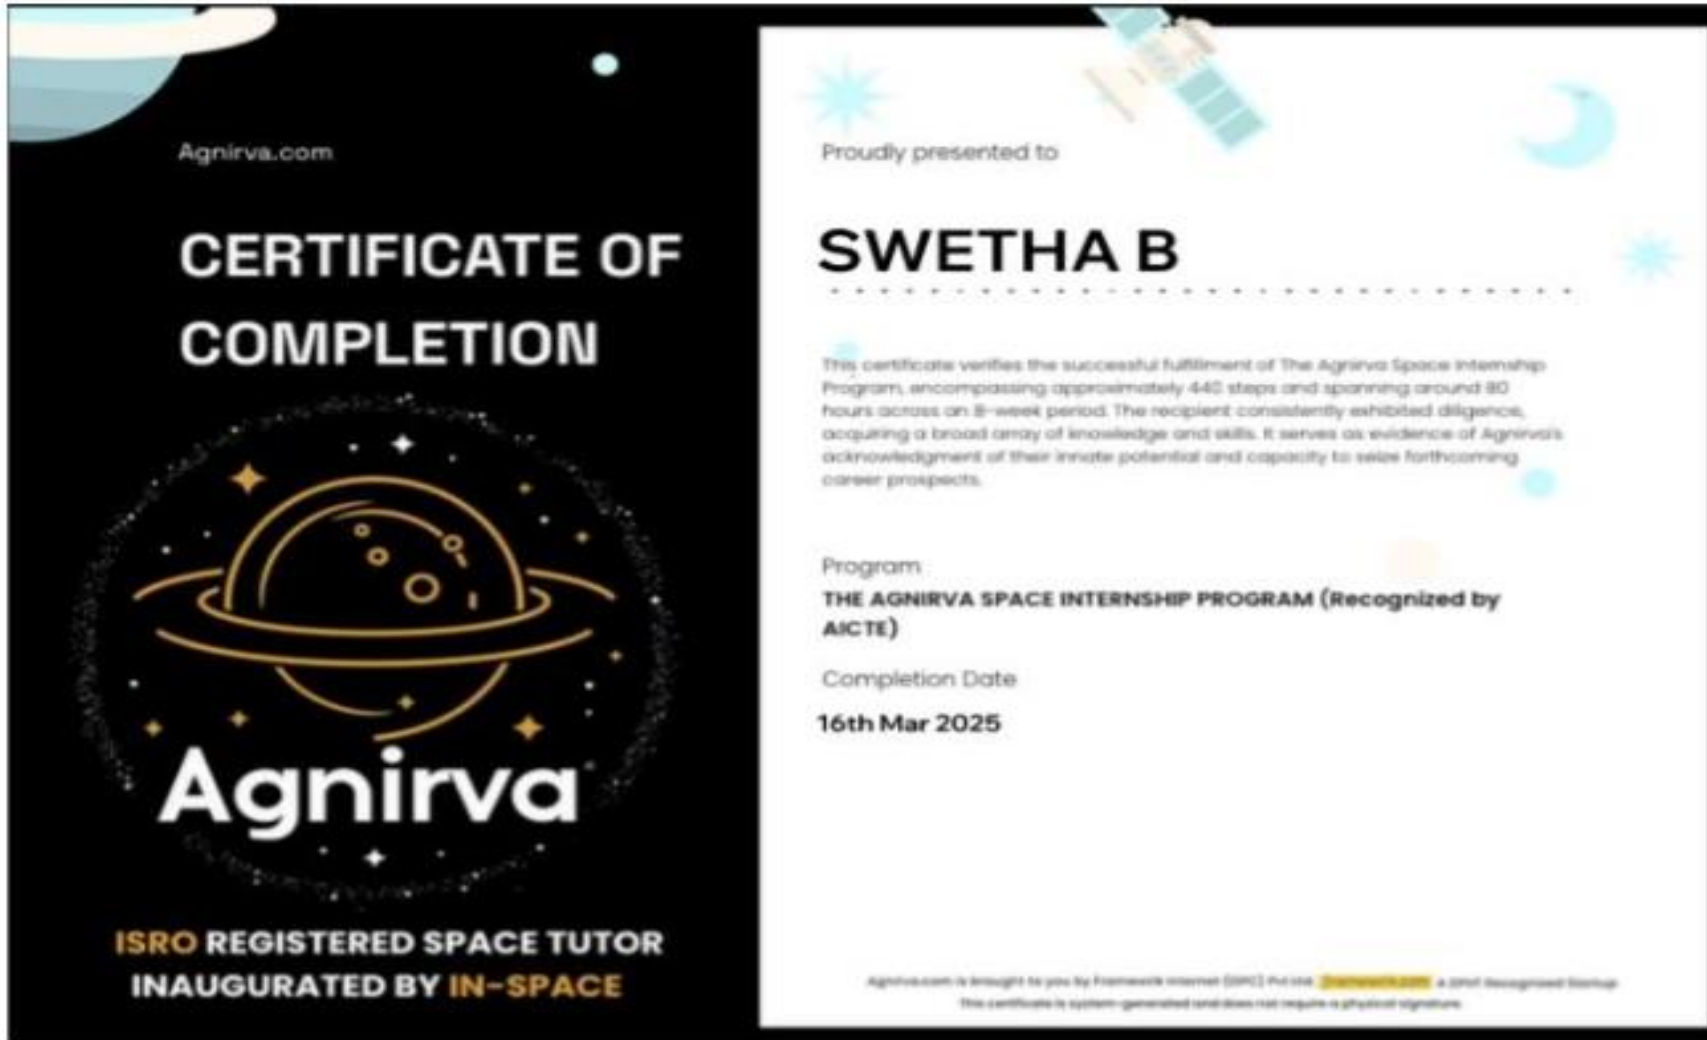 Agnirva.com
CERTIFICATE OF
COMPLETION
Agnirva
ISRO REGISTERED SPACE TUTOR
INAUGURATED BY IN-SPACE
Proudly presented to
SWETHA B
This certificate verifies the successful fulfillment of The Agnirva Space Internship
Program, encompassing approximately 440 steps and spanning around 80
hours across an 8-week period. The recipient consistently exhibited diligence,
acquiring a broad array of knowledge and skills. It serves as evidence of Agnirva's
acknowledgment of their innate potential and capacity to seize forthcoming
career prospects.
Program
THE AGNIRVA SPACE INTERNSHIP PROGRAM (Recognized by
AICTE)
Completion Date
16th Mar 2025
Agnirva.com is brought to you by Framewirk Internet (OPC) Pvt Ltd. a DPIIT Recognized Startup
This certificate is system-generated and does not require a physical signature.